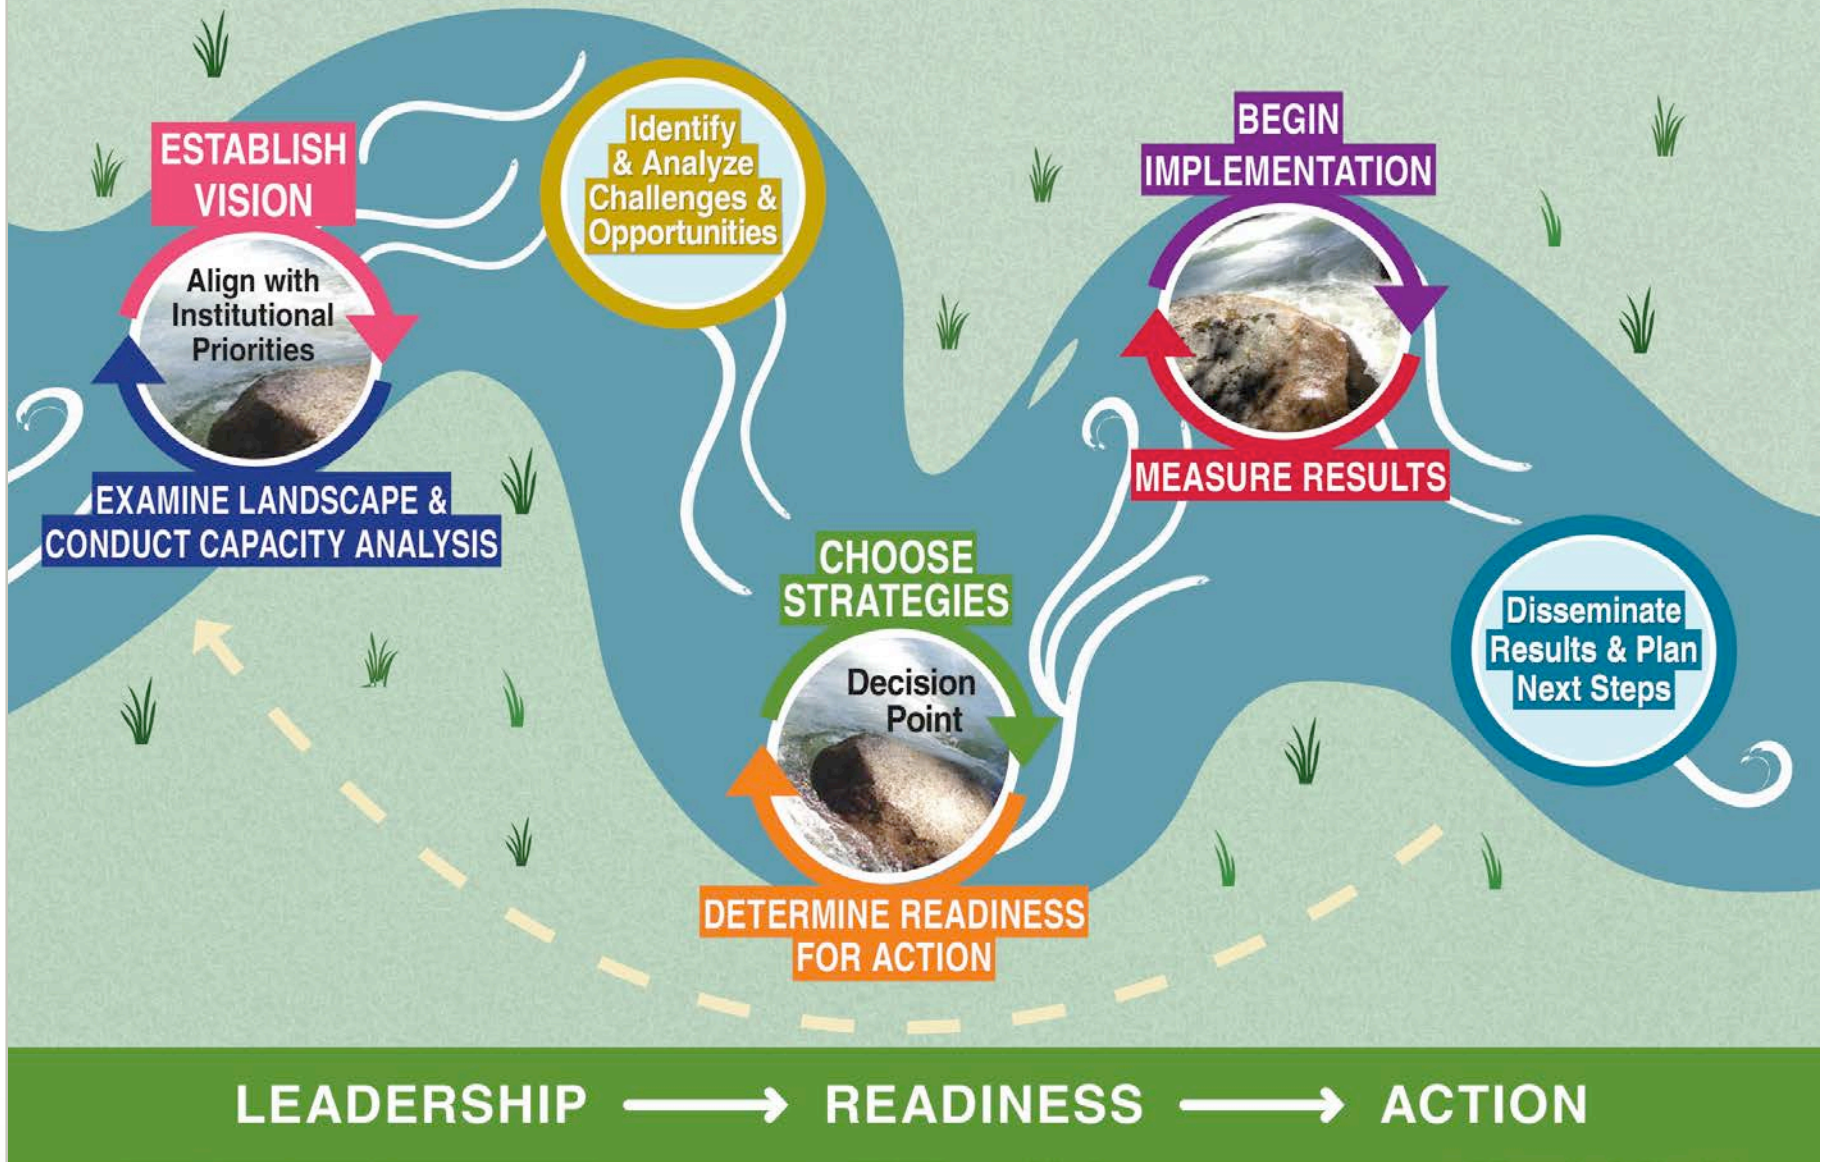 ESTABLISH
VISION
Align with
Institutional
Priorities
EXAMINE LANDSCAPE &
CONDUCT CAPACITY ANALYSIS
Identify
& Analyze
Challenges &
Opportunities
CHOOSE
STRATEGIES
Decision
Point
DETERMINE READINESS
FOR ACTION
BEGIN
IMPLEMENTATION
MEASURE RESULTS
Disseminate
Results & Plan
Next Steps
LEADERSHIP → READINESS → ACTION